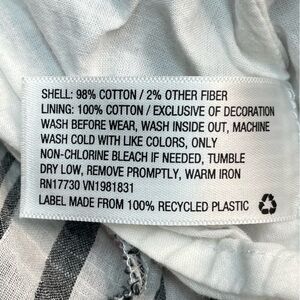 SHELL: 98% COTTON / 2% OTHER FIBER
LINING: 100% COTTON / EXCLUSIVE OF DECORATION
WASH BEFORE WEAR, WASH INSIDE OUT, MACHINE
WASH COLD WITH LIKE COLORS, ONLY
NON-CHLORINE BLEACH IF NEEDED, TUMBLE
DRY LOW, REMOVE PROMPTLY, WARM IRON
RN17730 VN1981831
LABEL MADE FROM 100% RECYCLED PLASTIC